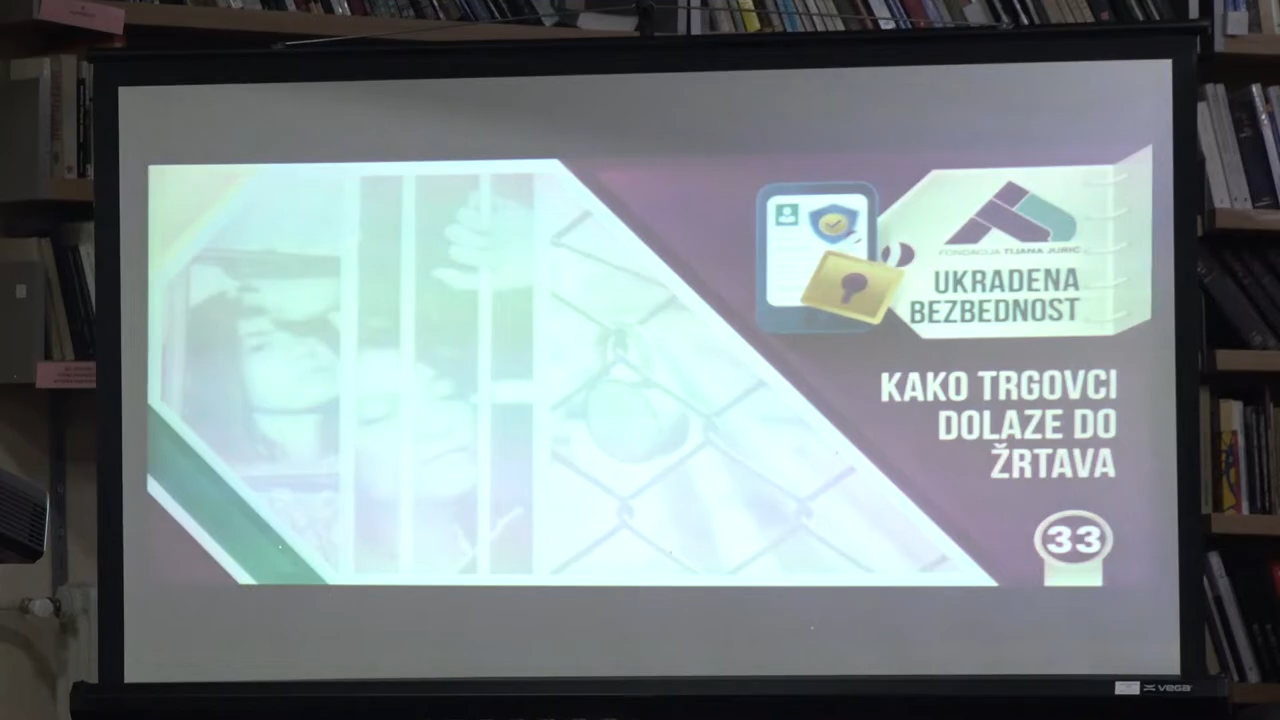 FONDACIJA TIJANA JURIĆ
UKRADENA
BEZBEDNOST
KAKO TRGOVCI
DOLAZE DO
ŽRTAVA
33
VEGA